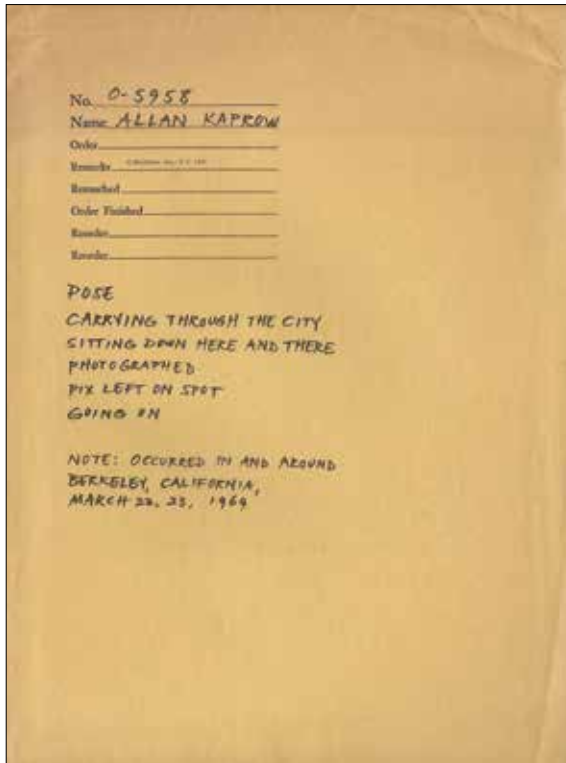 No. 0-5958
Name ALLAN KAPROW
Order
Remarks
Remarked
Order Finished
Reorder
Reorder
POSE
CARRYING THROUGH THE CITY
SITTING DOWN HERE AND THERE
PHOTOGRAPHED
PIX LEFT ON SPOT
GOING ON
NOTE: OCCURRED IN AND AROUND
BERKELEY, CALIFORNIA,
MARCH 22, 23, 1969